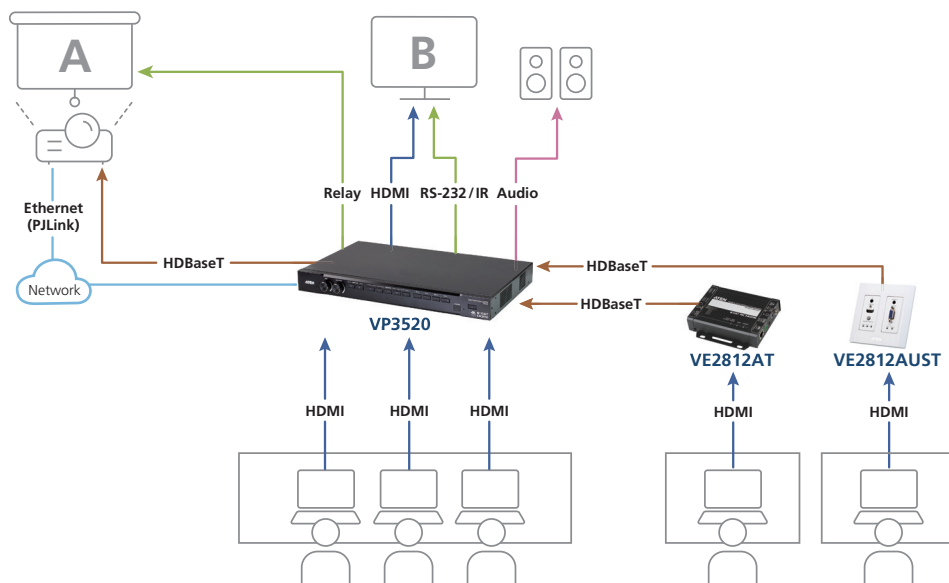 A
B
Relay
HDMI
RS-232/IR
Audio
Ethernet
(PJLink)
HDBaseT
HDBaseT
Network
HDBaseT
VP3520
VE2812AT
VE2812AUST
HDMI
HDMI
HDMI
HDMI
HDMI